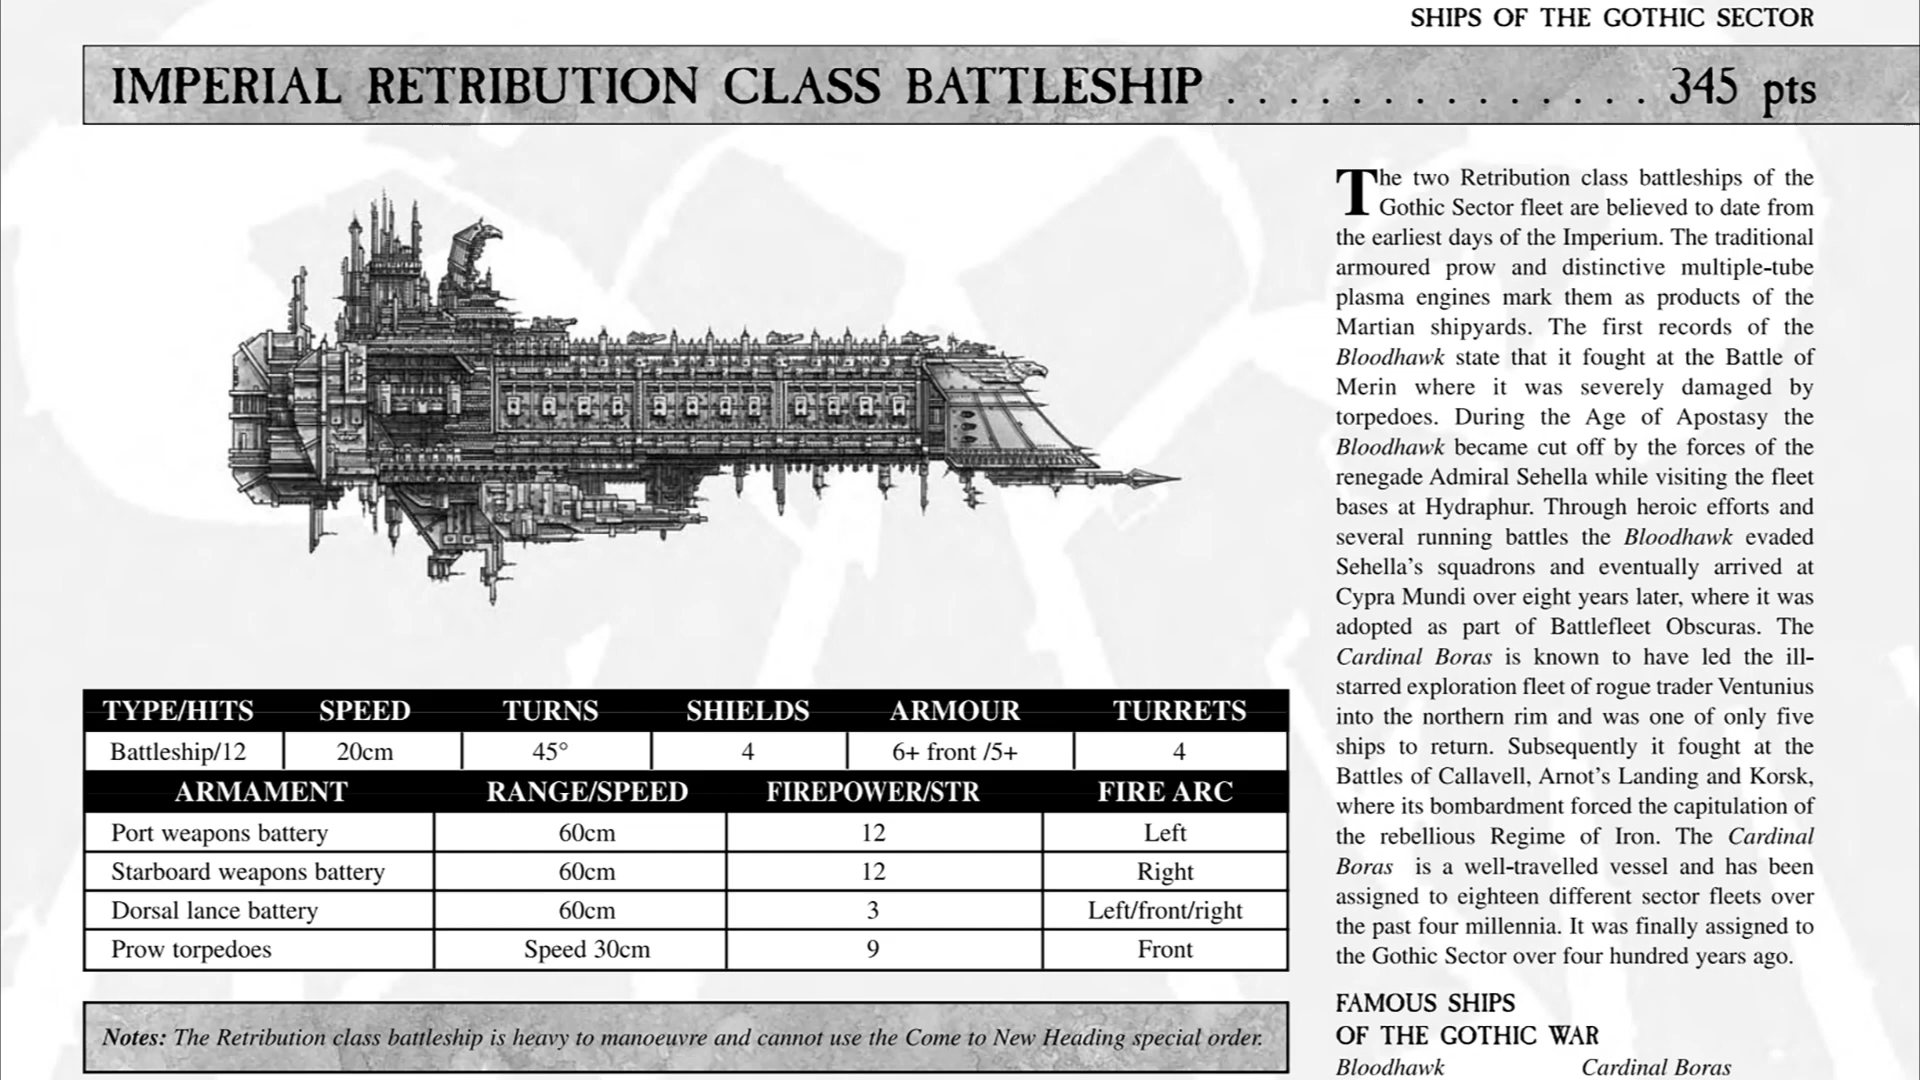 SHIPS OF THE GOTHIC SECTOR
IMPERIAL RETRIBUTION CLASS BATTLESHIP . . . . . . . . . . . . . . 345 pts
The two Retribution class battleships of the
Gothic Sector fleet are believed to date from
the earliest days of the Imperium. The traditional
armoured prow and distinctive multiple-tube
plasma engines mark them as products of the
Martian shipyards. The first records of the
Bloodhawk state that it fought at the Battle of
Merin where it was severely damaged by
torpedoes. During the Age of Apostasy the
Bloodhawk became cut off by the forces of the
renegade Admiral Sehella while visiting the fleet
bases at Hydraphur. Through heroic efforts and
several running battles the Bloodhawk evaded
Sehella's squadrons and eventually arrived at
Cypra Mundi over eight years later, where it was
adopted as part of Battlefleet Obscuras. The
Cardinal Boras is known to have led the ill-
starred exploration fleet of rogue trader Ventunius
into the northern rim and was one of only five
ships to return. Subsequently it fought at the
Battles of Callavell, Arnot's Landing and Korsk,
where its bombardment forced the capitulation of
the rebellious Regime of Iron. The Cardinal
Boras is a well-travelled vessel and has been
assigned to eighteen different sector fleets over
the past four millennia. It was finally assigned to
the Gothic Sector over four hundred years ago.
FAMOUS SHIPS
OF THE GOTHIC WAR
Bloodhawk Cardinal Boras
TYPE/HITS SPEED TURNS SHIELDS ARMOUR TURRETS
Battleship/12 20cm 45° 4 6+ front /5+ 4
ARMAMENT RANGE/SPEED FIREPOWER/STR FIRE ARC
Port weapons battery 60cm 12 Left
Starboard weapons battery 60cm 12 Right
Dorsal lance battery 60cm 3 Left/front/right
Prow torpedoes Speed 30cm 9 Front
Notes: The Retribution class battleship is heavy to manoeuvre and cannot use the Come to New Heading special order.